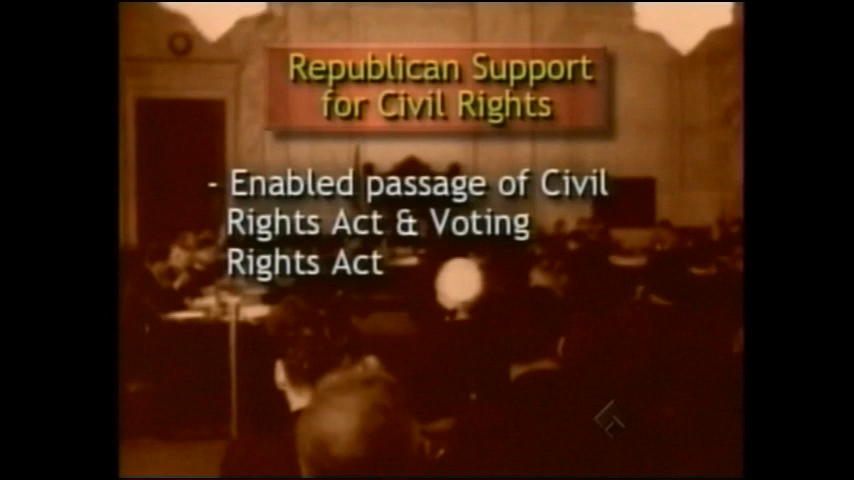 Republican Support
for Civil Rights
- Enabled passage of Civil
Rights Act & Voting
Rights Act